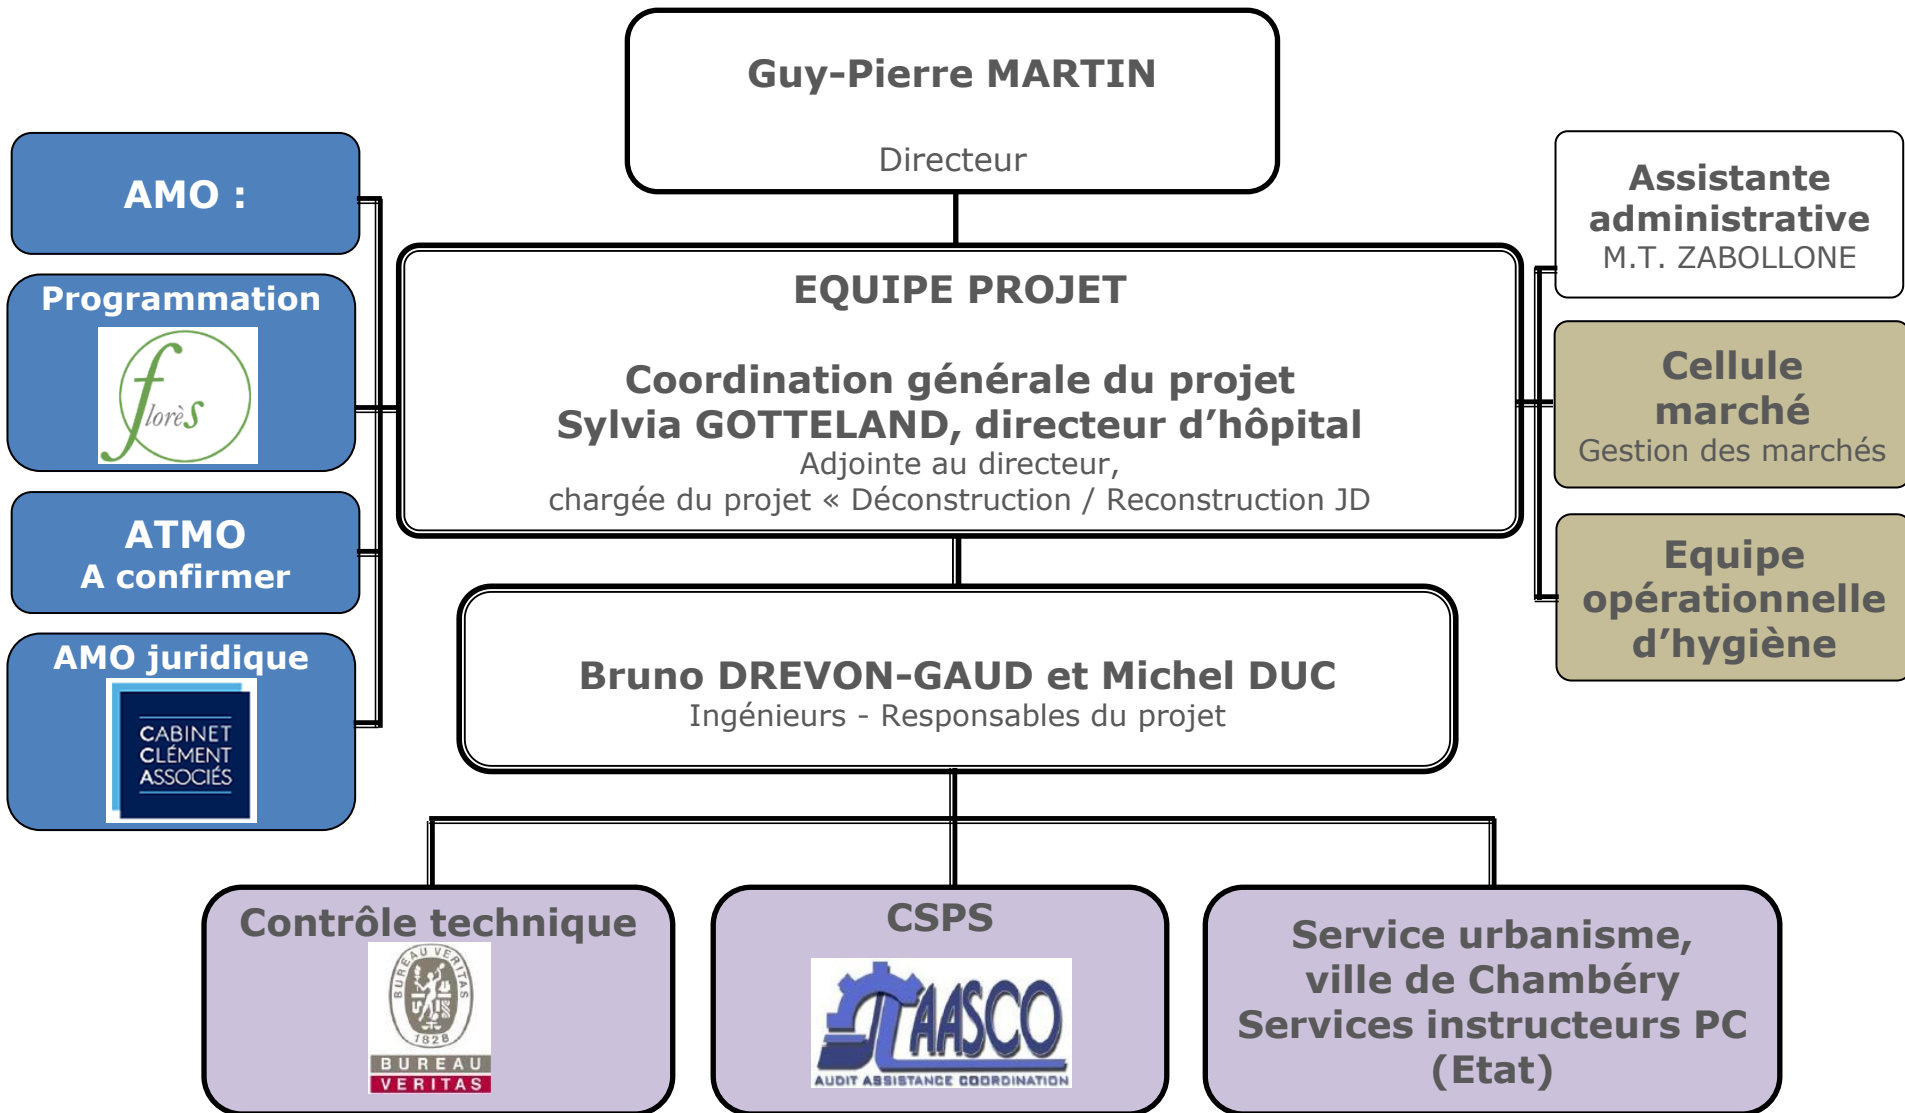 Guy-Pierre MARTIN
Directeur
AMO :
Programmation
florès
ATMO
A confirmer
AMO juridique
CABINET
CLÉMENT
ASSOCIÉS
EQUIPE PROJET
Coordination générale du projet
Sylvia GOTTELAND, directeur d’hôpital
Adjointe au directeur,
chargée du projet « Déconstruction / Reconstruction JD
Assistante
administrative
M.T. ZABOLLONE
Cellule
marché
Gestion des marchés
Equipe
opérationnelle
d’hygiène
Bruno DREVON-GAUD et Michel DUC
Ingénieurs - Responsables du projet
Contrôle technique
BUREAU VERITAS
1828
BUREAU
VERITAS
CSPS
AASCO
AUDIT ASSISTANCE COORDINATION
Service urbanisme,
ville de Chambéry
Services instructeurs PC
(Etat)